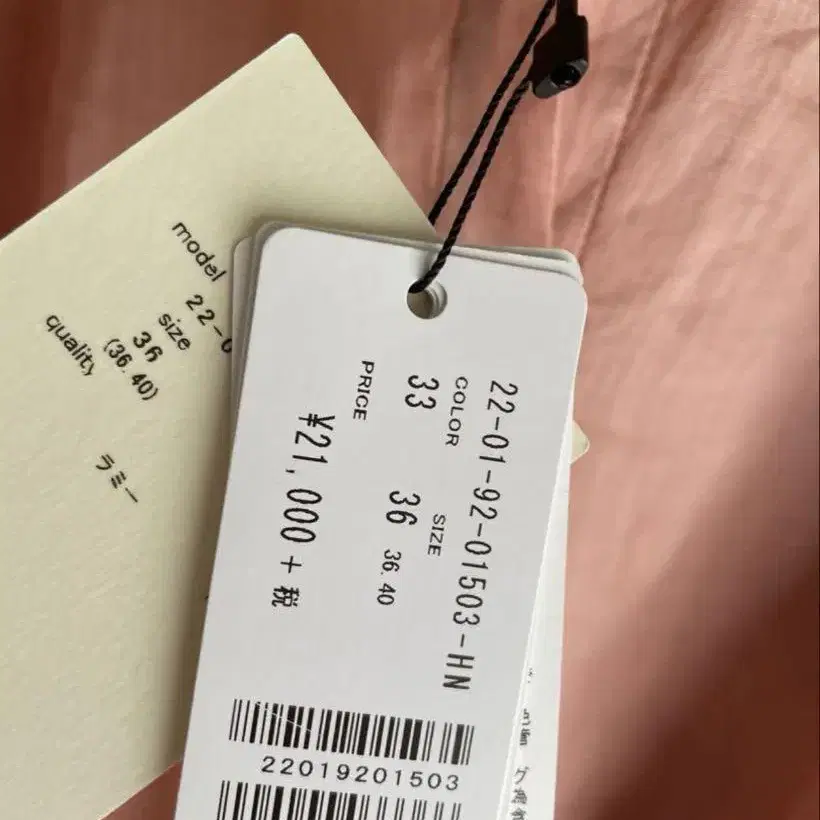 model
22-0
size
36
(36.40)
quality
ラミー
22-01-92-01503-HN
COLOR SIZE
33 36 36.40
PRICE
¥21,000+税
22019201503